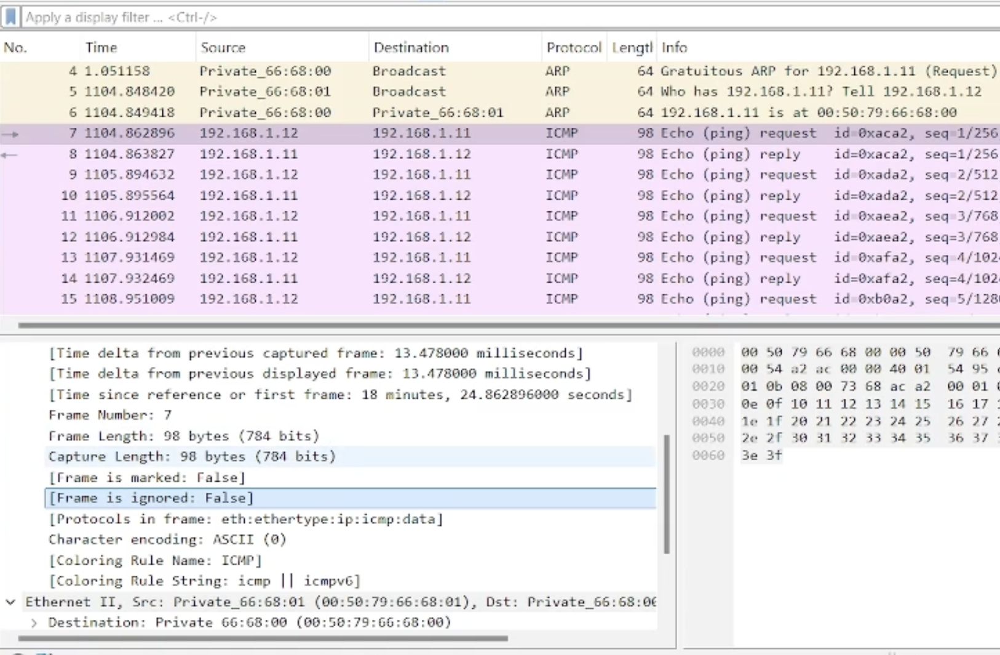 Apply a display filter ... <Ctrl-/>
No. Time Source Destination Protocol Lengtl Info
4 1.051158 Private_66:68:00 Broadcast ARP 64 Gratuitous ARP for 192.168.1.11 (Request)
5 1104.848420 Private_66:68:01 Broadcast ARP 64 Who has 192.168.1.11? Tell 192.168.1.12
6 1104.849418 Private_66:68:00 Private_66:68:01 ARP 64 192.168.1.11 is at 00:50:79:66:68:00
7 1104.862896 192.168.1.12 192.168.1.11 ICMP 98 Echo (ping) request id=0xaca2, seq=1/256
8 1104.863827 192.168.1.11 192.168.1.12 ICMP 98 Echo (ping) reply id=0xaca2, seq=1/256
9 1105.894632 192.168.1.12 192.168.1.11 ICMP 98 Echo (ping) request id=0xada2, seq=2/512
10 1105.895564 192.168.1.11 192.168.1.12 ICMP 98 Echo (ping) reply id=0xada2, seq=2/512,
11 1106.912002 192.168.1.12 192.168.1.11 ICMP 98 Echo (ping) request id=0xaea2, seq=3/768
12 1106.912984 192.168.1.11 192.168.1.12 ICMP 98 Echo (ping) reply id=0xaea2, seq=3/768,
13 1107.931469 192.168.1.12 192.168.1.11 ICMP 98 Echo (ping) request id=0xafa2, seq=4/102
14 1107.932469 192.168.1.11 192.168.1.12 ICMP 98 Echo (ping) reply id=0xafa2, seq=4/102
15 1108.951009 192.168.1.12 192.168.1.11 ICMP 98 Echo (ping) request id=0xb0a2, seq=5/128
[Time delta from previous captured frame: 13.478000 milliseconds]
[Time delta from previous displayed frame: 13.478000 milliseconds]
[Time since reference or first frame: 18 minutes, 24.862896000 seconds]
Frame Number: 7
Frame Length: 98 bytes (784 bits)
Capture Length: 98 bytes (784 bits)
[Frame is marked: False]
[Frame is ignored: False]
[Protocols in frame: eth:ethertype:ip:icmp:data]
Character encoding: ASCII (0)
[Coloring Rule Name: ICMP]
[Coloring Rule String: icmp || icmpv6]
Ethernet II, Src: Private_66:68:01 (00:50:79:66:68:01), Dst: Private_66:68:00
Destination: Private 66:68:00 (00:50:79:66:68:00)
0000 00 50 79 66 68 00 00 50 79 66
0010 00 54 a2 ac 00 00 40 01 54 95
0020 01 0b 08 00 73 68 ac a2 00 01
0030 0e 0f 10 11 12 13 14 15 16 17
0040 1e 1f 20 21 22 23 24 25 26 27
0050 2e 2f 30 31 32 33 34 35 36 37
0060 3e 3f